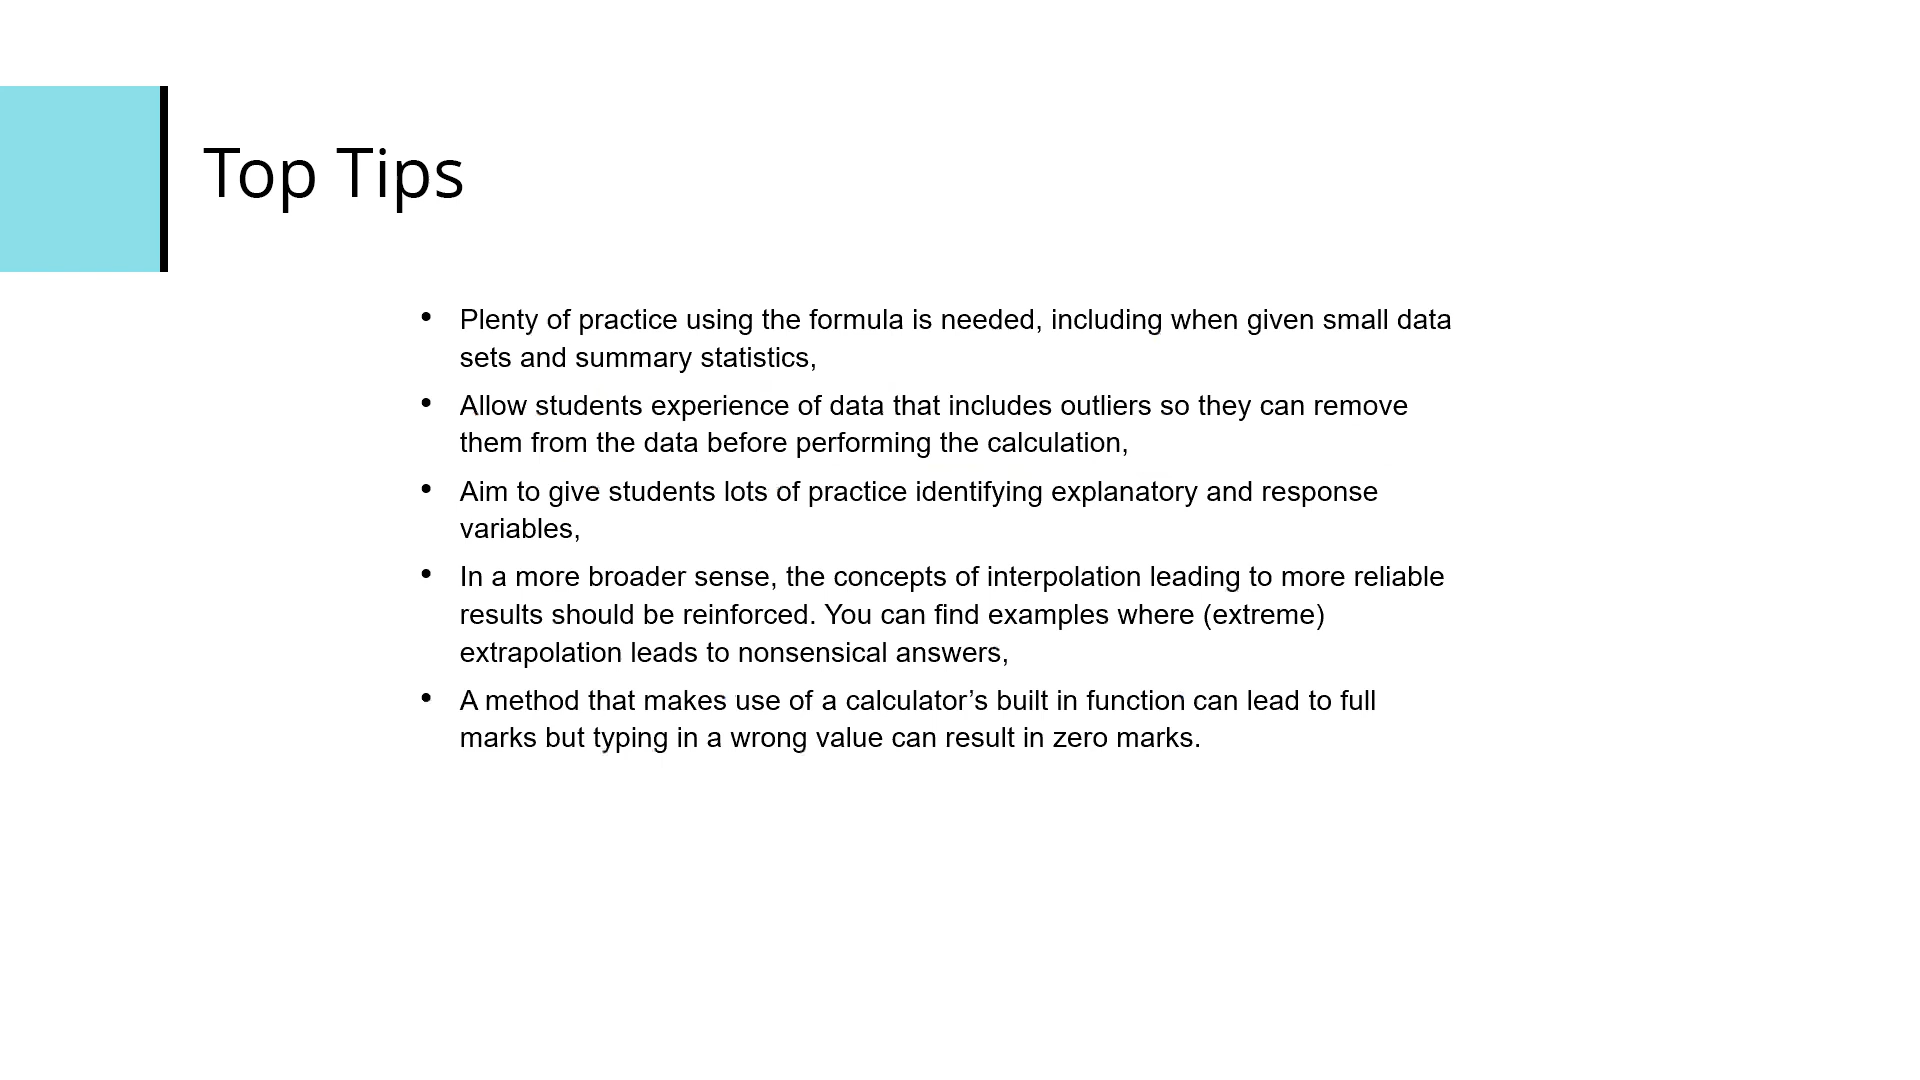 Top Tips
• Plenty of practice using the formula is needed, including when given small data
sets and summary statistics,
• Allow students experience of data that includes outliers so they can remove
them from the data before performing the calculation,
• Aim to give students lots of practice identifying explanatory and response
variables,
• In a more broader sense, the concepts of interpolation leading to more reliable
results should be reinforced. You can find examples where (extreme)
extrapolation leads to nonsensical answers,
• A method that makes use of a calculator’s built in function can lead to full
marks but typing in a wrong value can result in zero marks.